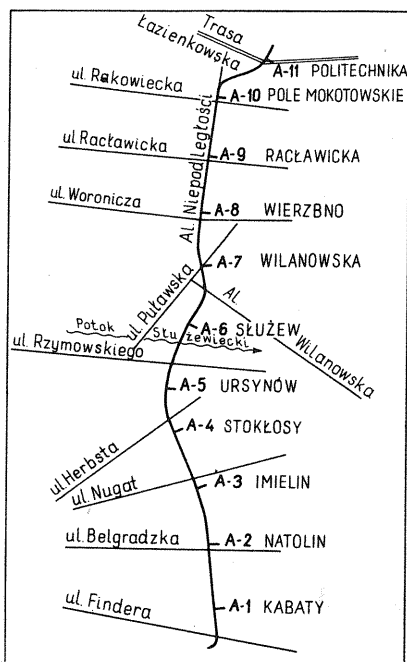 Trasa
Łazienkowska
A-11 POLITECHNIKA
ul. Rakowiecka
A-10 POLE MOKOTOWSKIE
Al. Niepodległości
ul Racławicka
A-9 RACŁAWICKA
ul. Woronicza
A-8 WIERZBNO
A-7 WILANOWSKA
ul. Puławska
Al. Wilanowska
A-6 SŁUŻEW
Potok Służewiecki
ul. Rzymowskiego
A-5 URSYNÓW
A-4 STOKŁOSY
ul. Herbsta
A-3 IMIELIN
ul. Nugat
ul. Belgradzka
A-2 NATOLIN
ul. Findera
A-1 KABATY